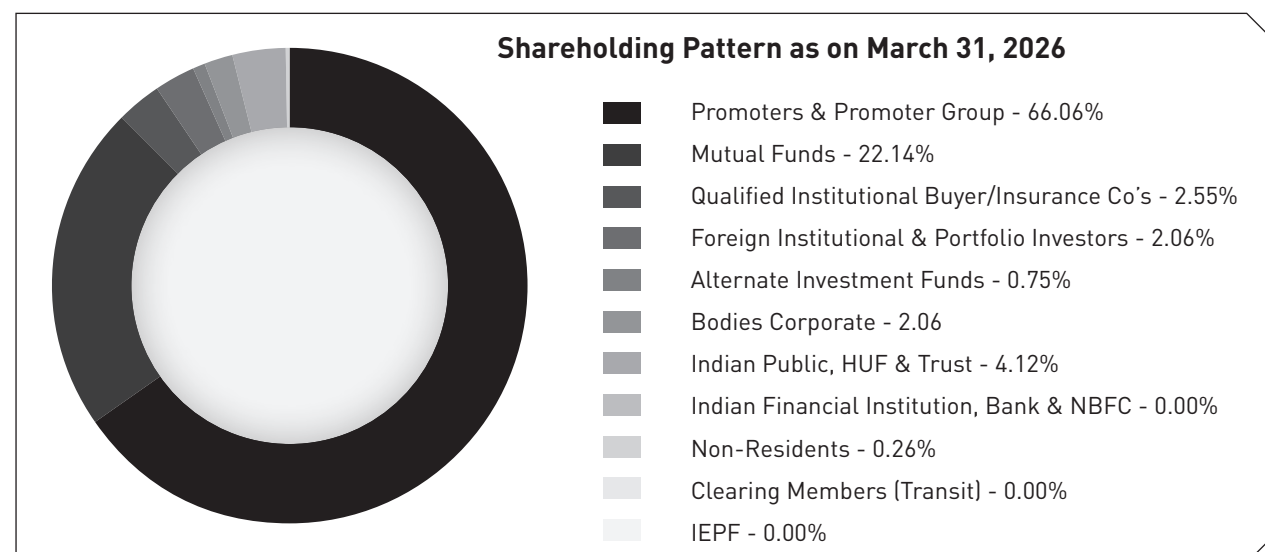 Shareholding Pattern as on March 31, 2026
Promoters & Promoter Group - 66.06%
Mutual Funds - 22.14%
Qualified Institutional Buyer/Insurance Co’s - 2.55%
Foreign Institutional & Portfolio Investors - 2.06%
Alternate Investment Funds - 0.75%
Bodies Corporate - 2.06
Indian Public, HUF & Trust - 4.12%
Indian Financial Institution, Bank & NBFC - 0.00%
Non-Residents - 0.26%
Clearing Members (Transit) - 0.00%
IEPF - 0.00%